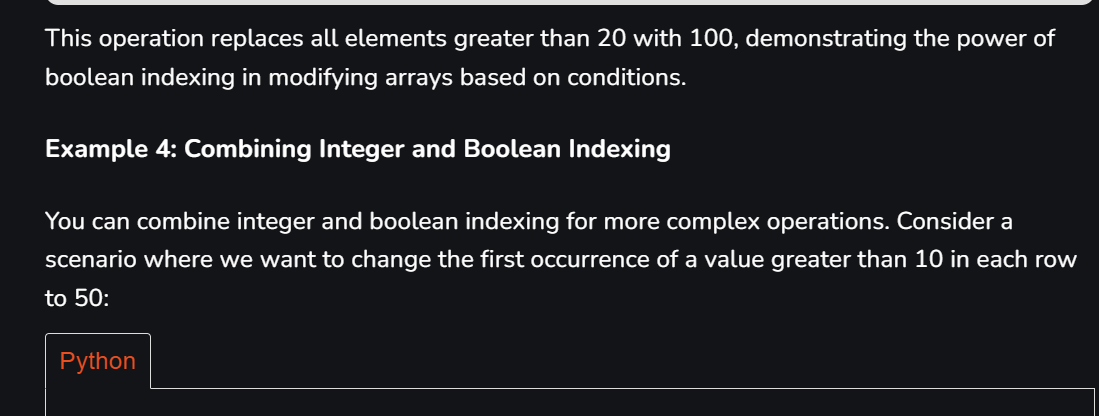 This operation replaces all elements greater than 20 with 100, demonstrating the power of
boolean indexing in modifying arrays based on conditions.
Example 4: Combining Integer and Boolean Indexing
You can combine integer and boolean indexing for more complex operations. Consider a
scenario where we want to change the first occurrence of a value greater than 10 in each row
to 50:
Python